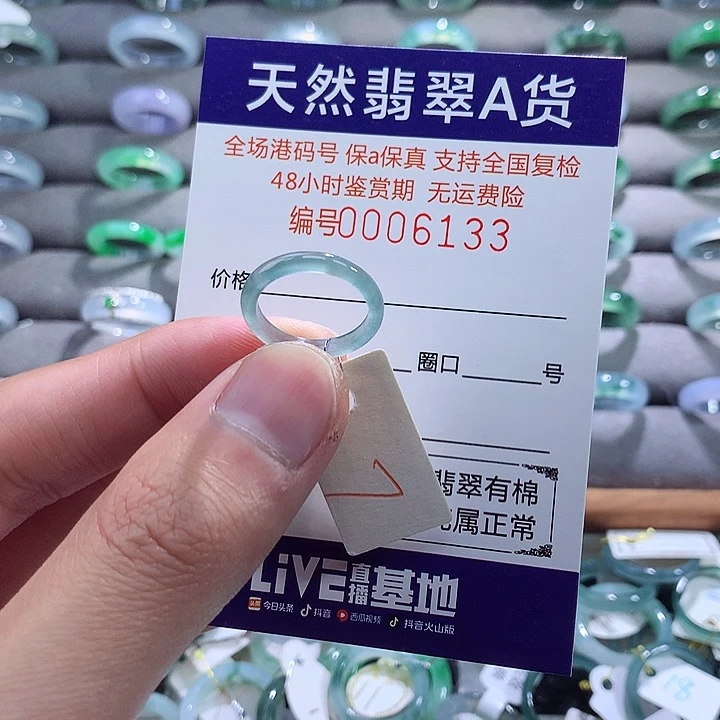 天然翡翠A货
全场港码号 保a保真 支持全国复检
48小时鉴赏期 无运费险
编号0006133
价格
圈口 号
翡翠有棉
属正常
LiVE直播基地
头条 今日头条 抖音 西瓜视频 抖音火山版
18